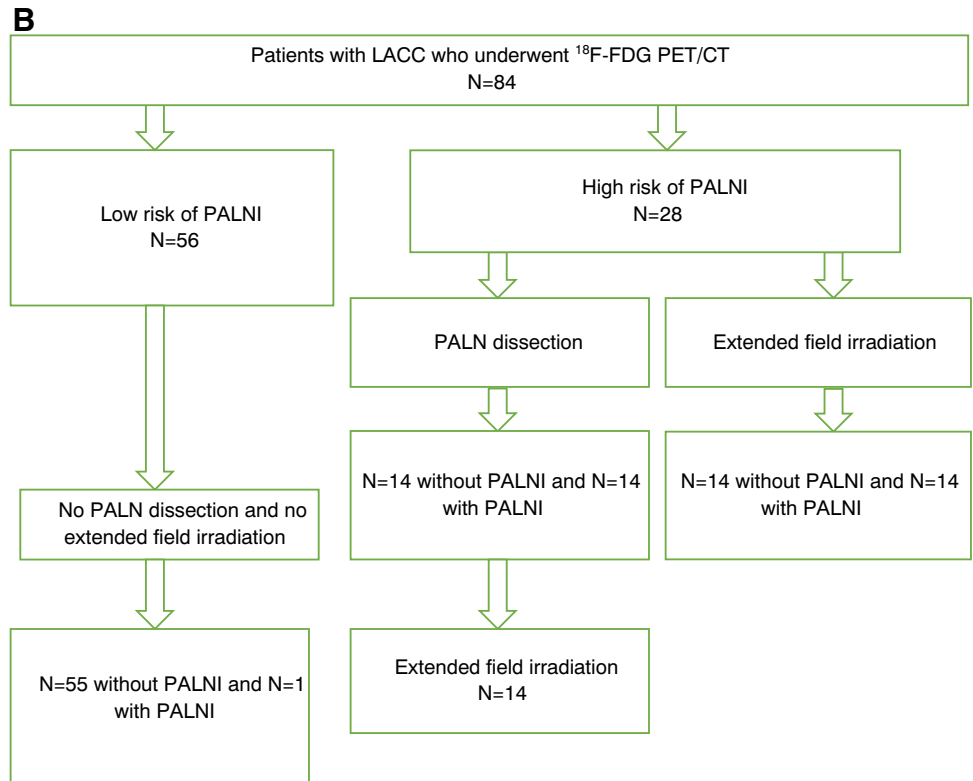 B
Patients with LACC who underwent ¹⁸F-FDG PET/CT
N=84
Low risk of PALNI
N=56
High risk of PALNI
N=28
PALN dissection
Extended field irradiation
N=14 without PALNI and N=14
with PALNI
N=14 without PALNI and N=14
with PALNI
No PALN dissection and no
extended field irradiation
N=55 without PALNI and N=1
with PALNI
Extended field irradiation
N=14